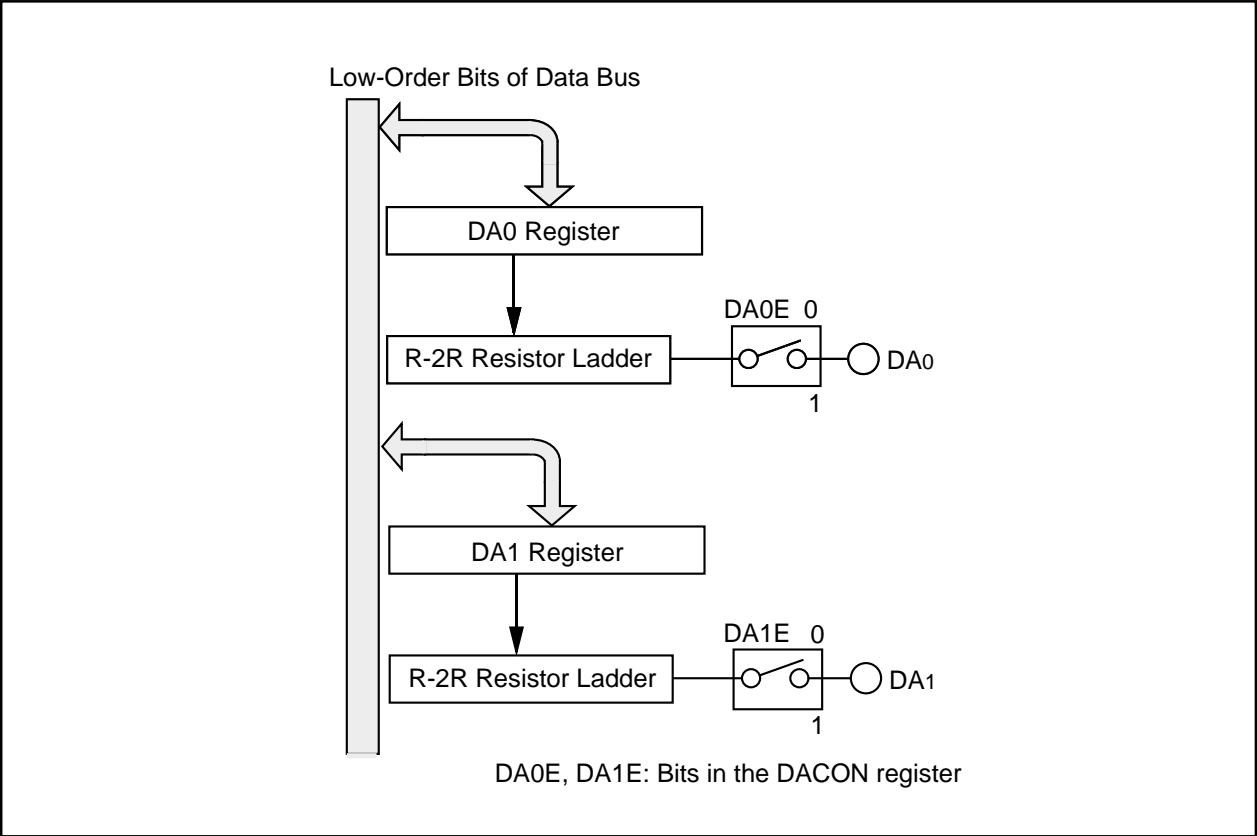 Low-Order Bits of Data Bus
DA0 Register
DA0E 0
R-2R Resistor Ladder
DA0
1
DA1 Register
DA1E 0
R-2R Resistor Ladder
DA1
1
DA0E, DA1E: Bits in the DACON register